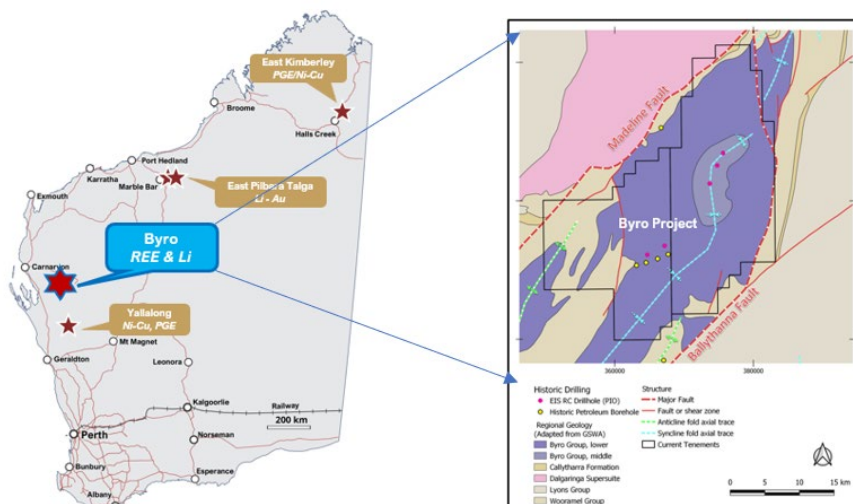 East Kimberley
PGE/Ni-Cu
Broome
Halls Creek
Port Hedland
Karratha
Marble Bar
East Pilbara Talga
Li - Au
Exmouth
Byro
REE & Li
Carnarvon
Yallalong
Ni-Cu, PGE
Mt Magnet
Geraldton
Leonora
Kalgoorlie
Railway
200 km
Perth
Norseman
Bunbury
Esperance
Albany
Madeline Fault
Byro Project
Ballythanna Fault
360000
380000
Historic Drilling
EIS RC Drillhole (PIO)
Historic Petroleum Borehole
Regional Geology
(Adapted from GSWA)
Byro Group, lower
Byro Group, middle
Callytharra Formation
Dalgaringa Supersuite
Lyons Group
Wooramel Group
Structure
Major Fault
Fault or shear zone
Anticline fold axial trace
Syncline fold axial trace
Current Tenements
0 5 10 15 km